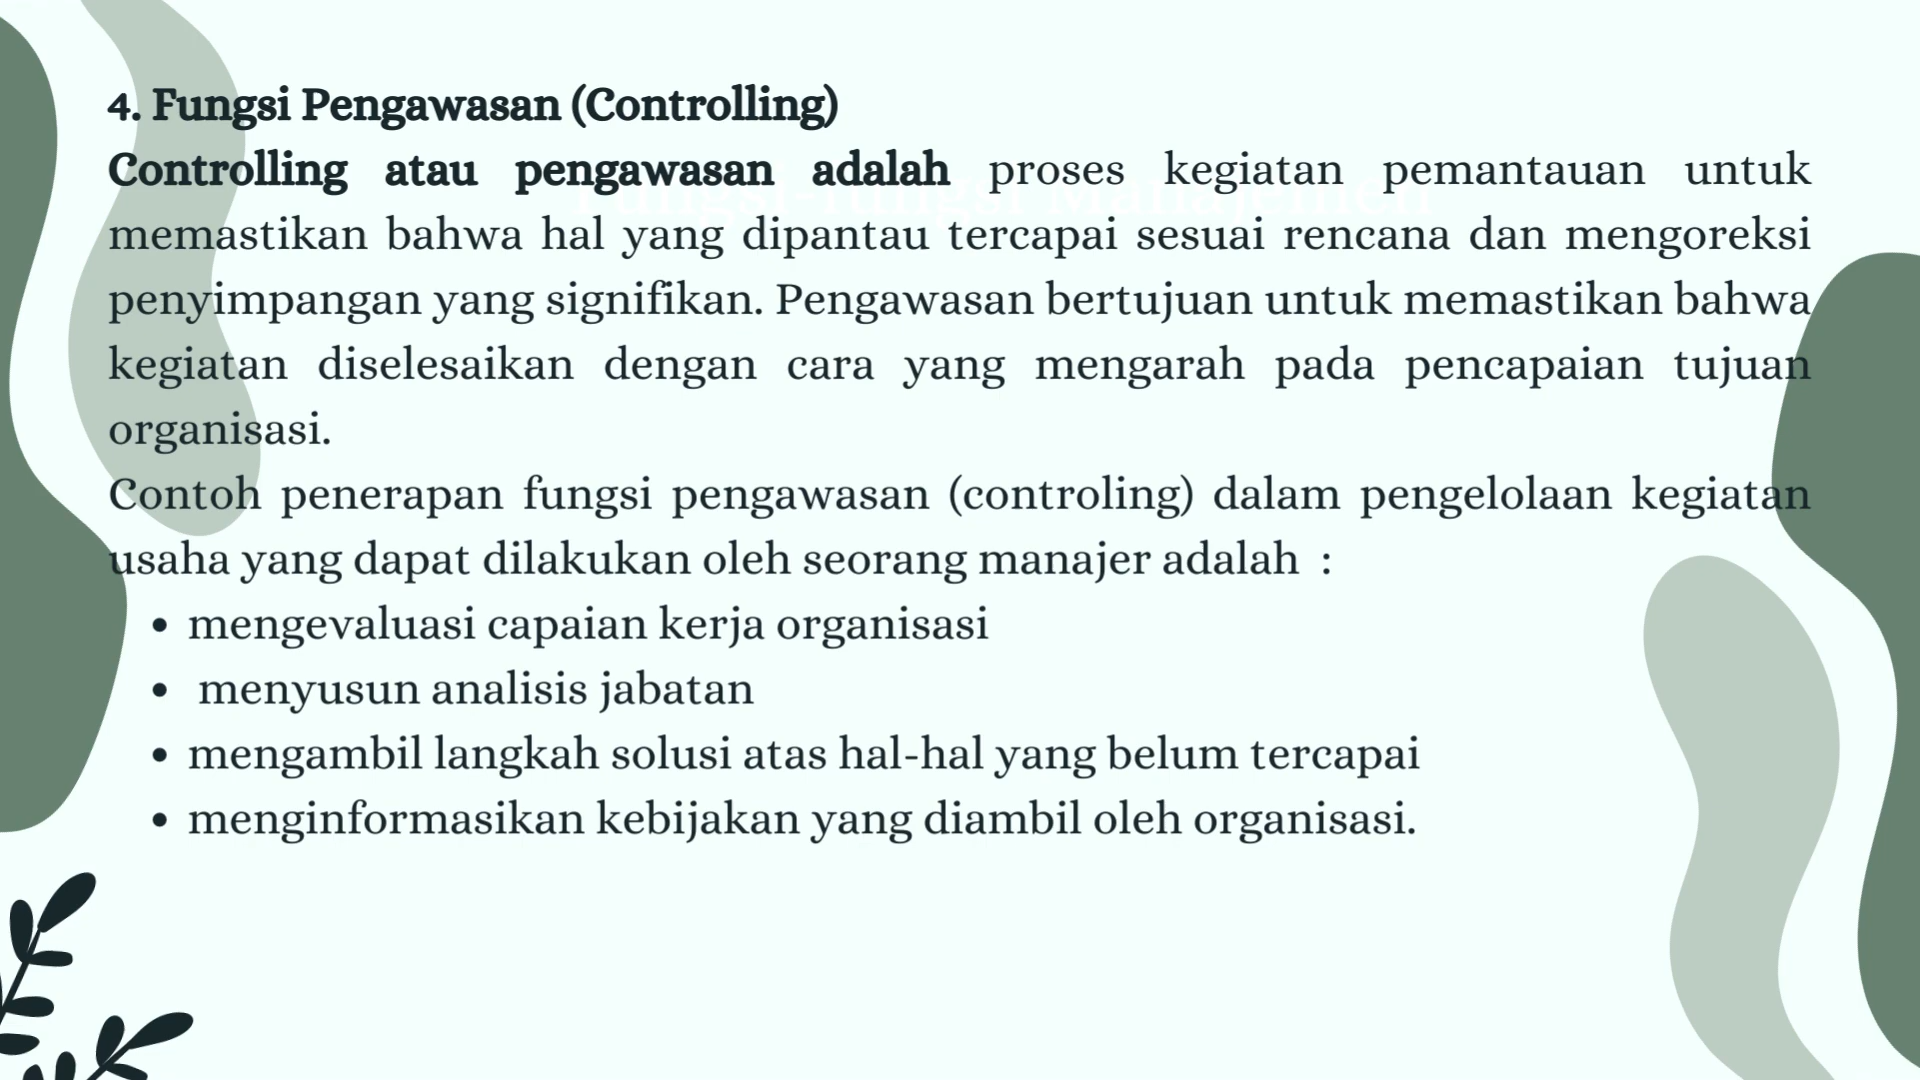 4. Fungsi Pengawasan (Controlling)
Controlling atau pengawasan adalah proses kegiatan pemantauan untuk
Fungsi-fungsi Manajemen
memastikan bahwa hal yang dipantau tercapai sesuai rencana dan mengoreksi
penyimpangan yang signifikan. Pengawasan bertujuan untuk memastikan bahwa
kegiatan diselesaikan dengan cara yang mengarah pada pencapaian tujuan
organisasi.
Contoh penerapan fungsi pengawasan (controling) dalam pengelolaan kegiatan
usaha yang dapat dilakukan oleh seorang manajer adalah :
• mengevaluasi capaian kerja organisasi
• menyusun analisis jabatan
• mengambil langkah solusi atas hal-hal yang belum tercapai
• menginformasikan kebijakan yang diambil oleh organisasi.